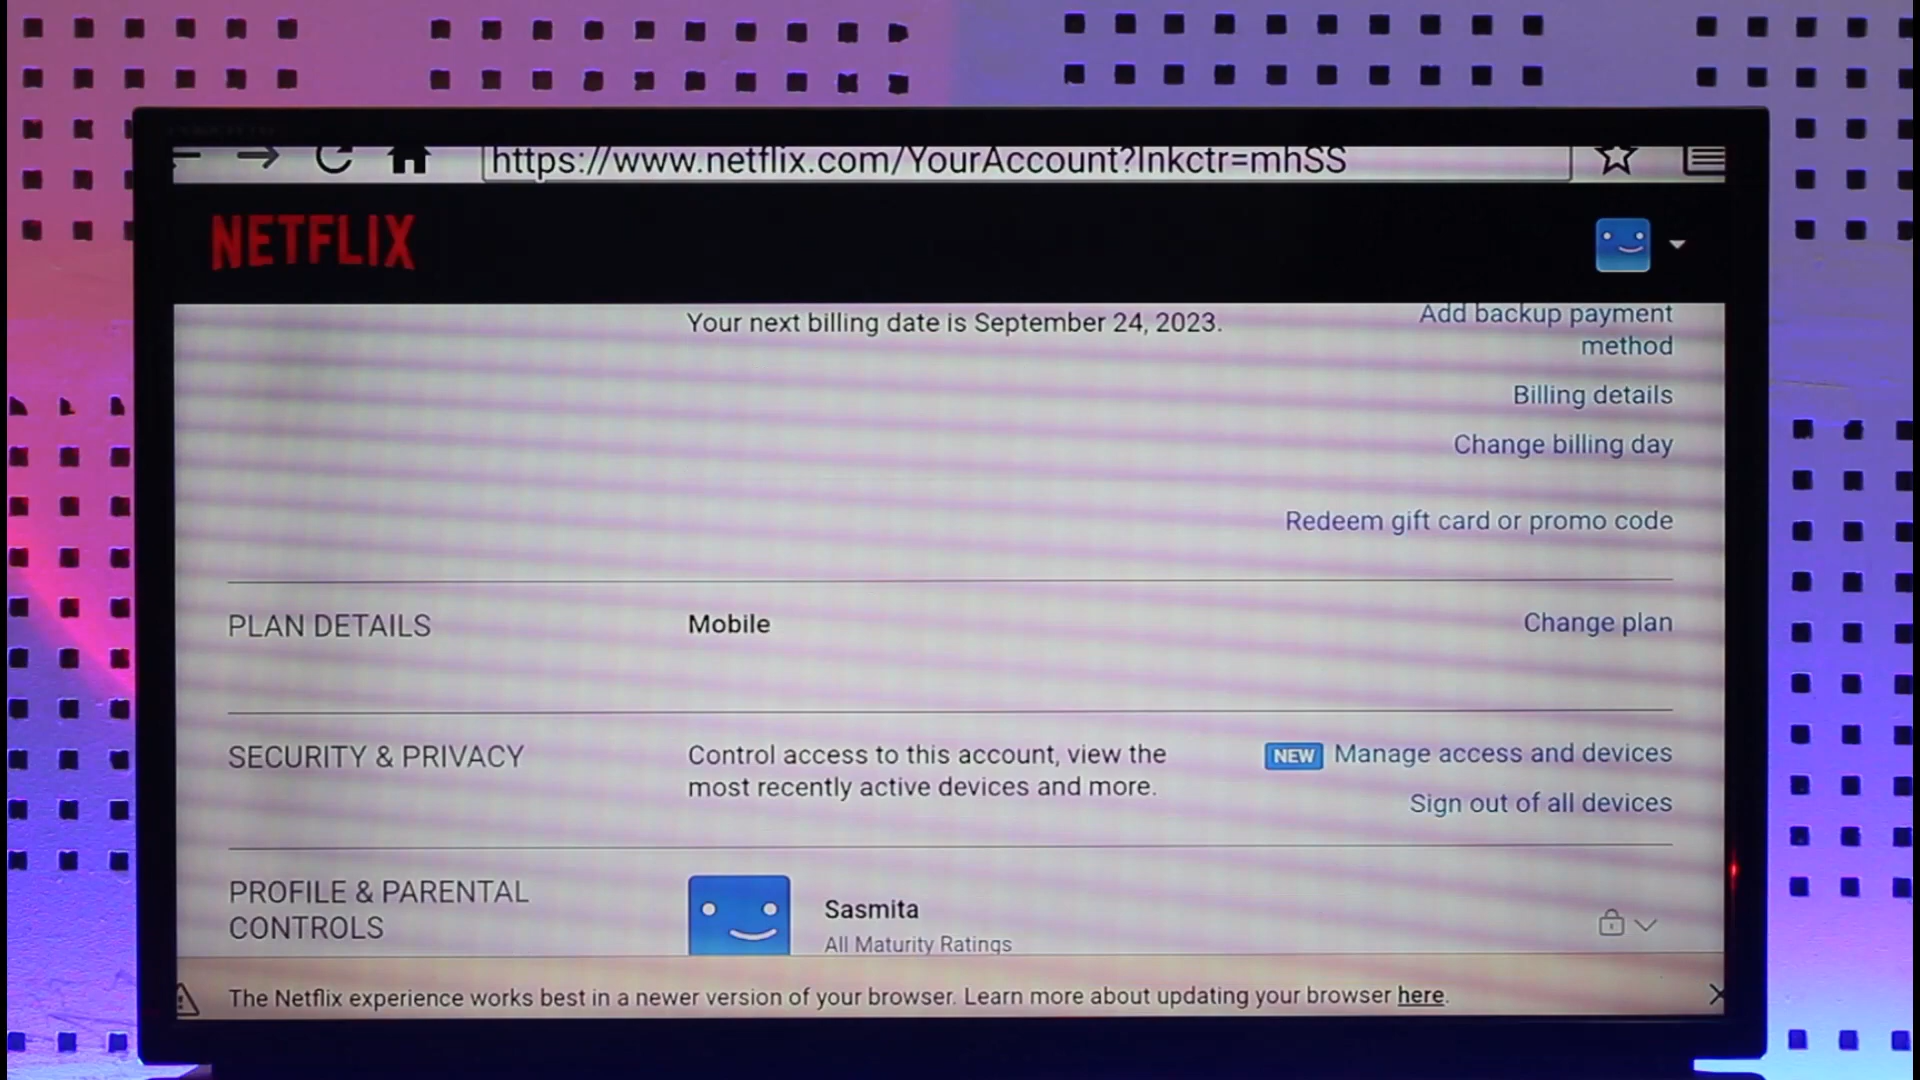 https://www.netflix.com/YourAccount?lnkctr=mhSS
NETFLIX
Your next billing date is September 24, 2023.
Add backup payment
method
Billing details
Change billing day
Redeem gift card or promo code
PLAN DETAILS
Mobile
Change plan
SECURITY & PRIVACY
Control access to this account, view the
most recently active devices and more.
NEW Manage access and devices
Sign out of all devices
PROFILE & PARENTAL
CONTROLS
Sasmita
All Maturity Ratings
The Netflix experience works best in a newer version of your browser. Learn more about updating your browser here.